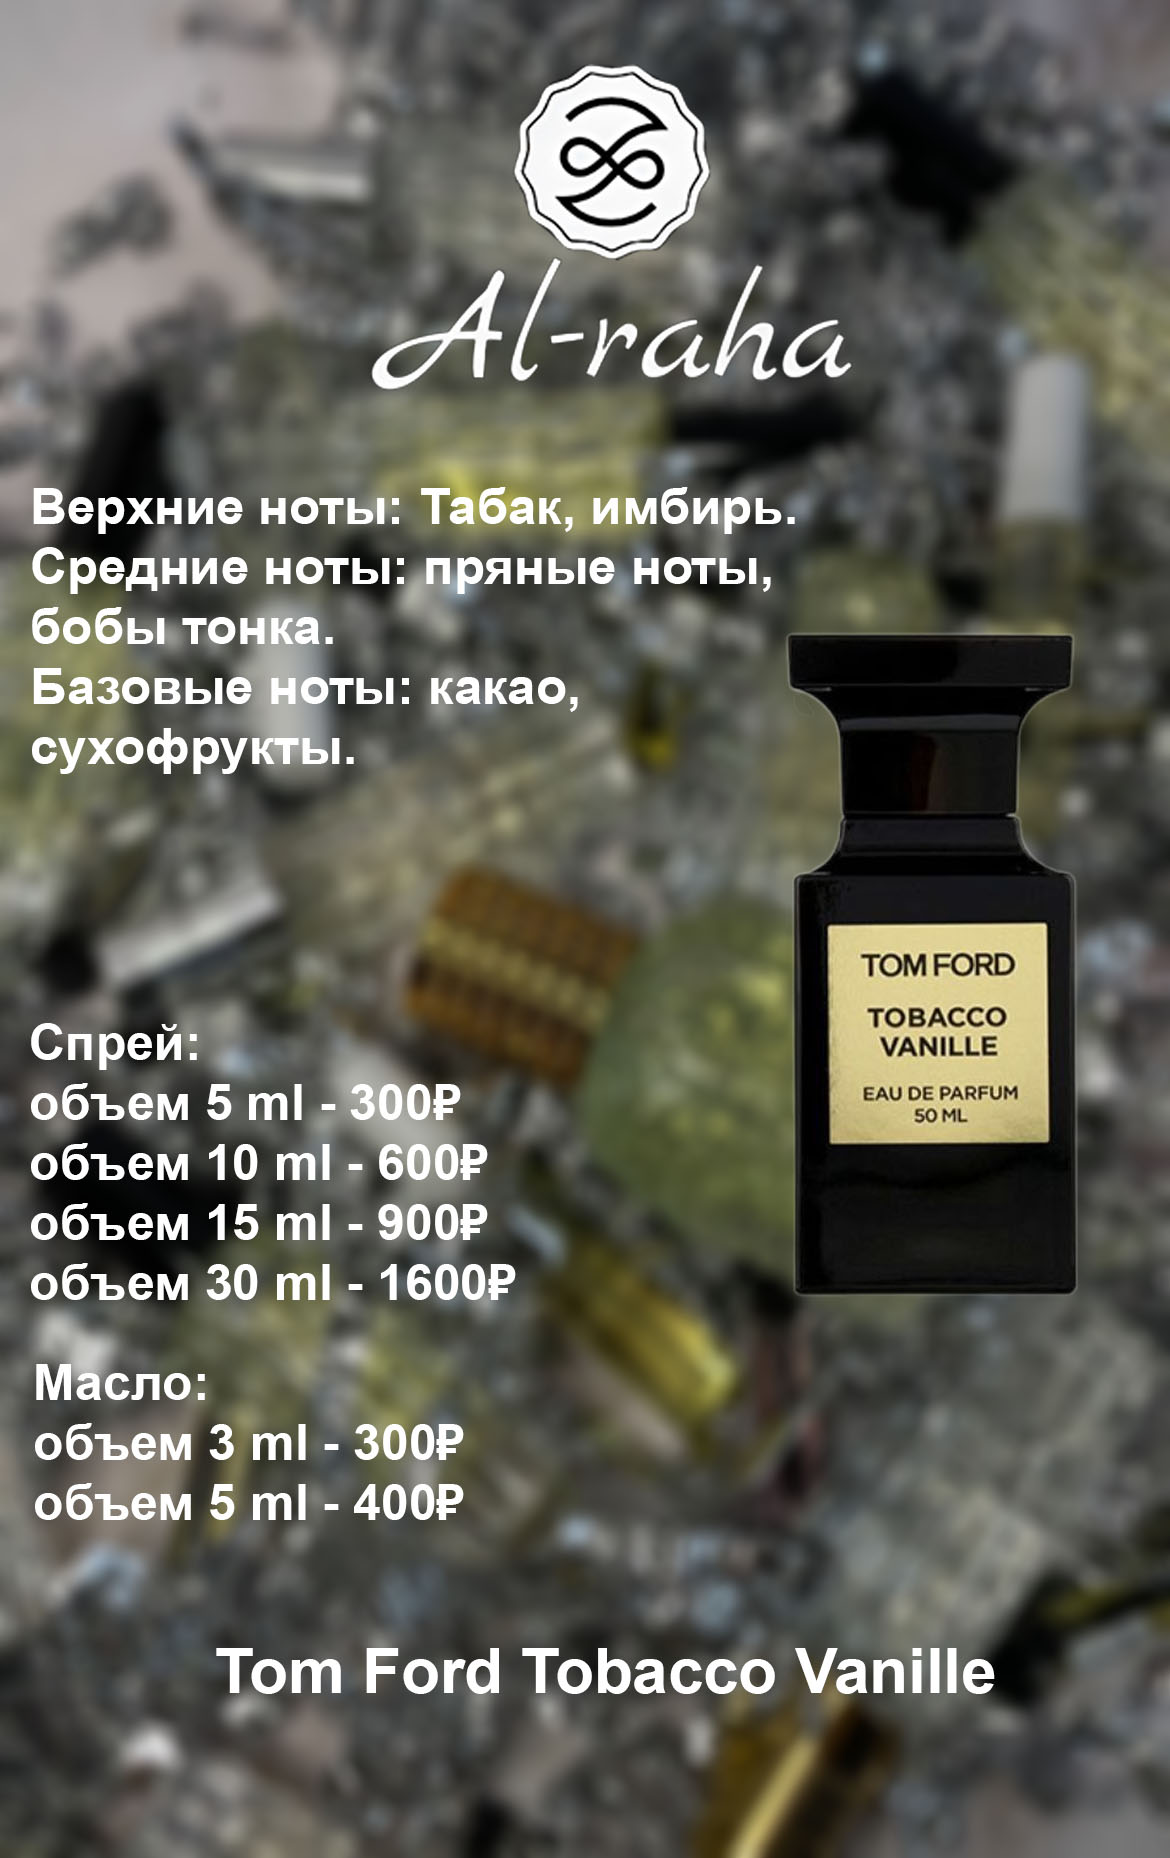 Al-raha
Верхние ноты: Табак, имбирь.
Средние ноты: пряные ноты,
бобы тонка.
Базовые ноты: какао,
сухофрукты.
TOM FORD
TOBACCO
VANILLE
EAU DE PARFUM
50 ML
Спрей:
объем 5 ml - 300₽
объем 10 ml - 600₽
объем 15 ml - 900₽
объем 30 ml - 1600₽
Масло:
объем 3 ml - 300₽
объем 5 ml - 400₽
Tom Ford Tobacco Vanille